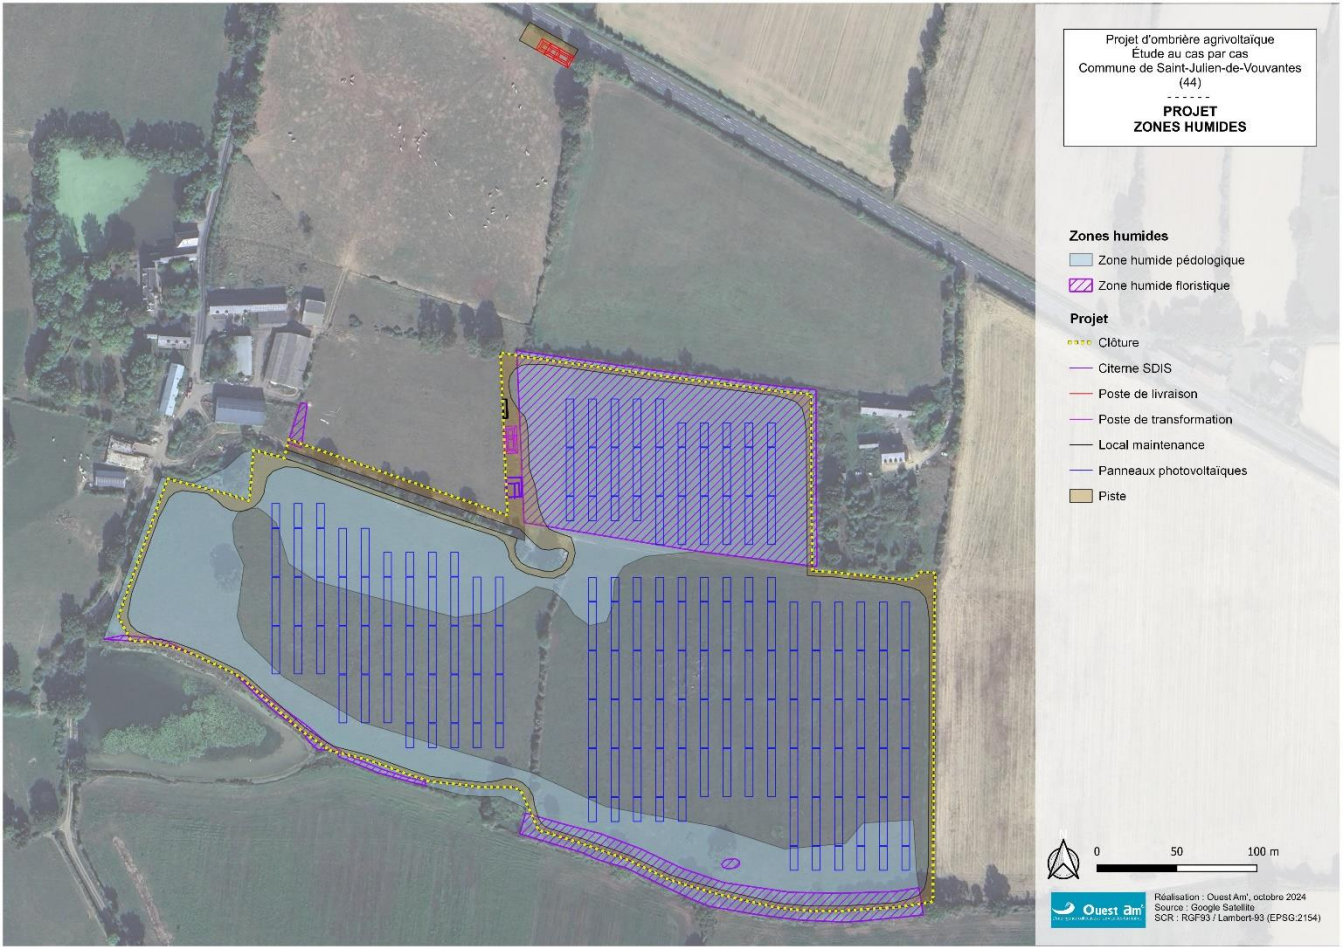 Projet d'ombrière agrivoltaïque
Étude au cas par cas
Commune de Saint-Julien-de-Vouvantes
(44)
- - - - - -
PROJET
ZONES HUMIDES
Zones humides
Zone humide pédologique
Zone humide floristique
Projet
Clôture
Citerne SDIS
Poste de livraison
Poste de transformation
Local maintenance
Panneaux photovoltaïques
Piste
N
0 50 100 m
Ouest Am'
Réalisation : Ouest Am', octobre 2024
Source : Google Satellite
SCR : RGF93 / Lambert-93 (EPSG:2154)